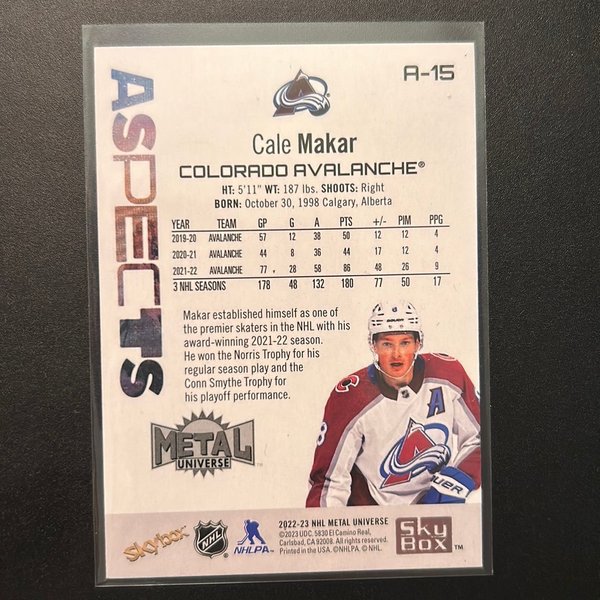 A-15
ASPECTS
Cale Makar
COLORADO AVALANCHE®
HT: 5'11" WT: 187 lbs. SHOOTS: Right
BORN: October 30, 1998 Calgary, Alberta
YEAR TEAM GP G A PTS +/- PIM PPG
2019-20 AVALANCHE 57 12 38 50 12 12 4
2020-21 AVALANCHE 44 8 36 44 17 12 4
2021-22 AVALANCHE 77 28 58 86 48 26 9
3 NHL SEASONS 178 48 132 180 77 50 17
Makar established himself as one of
the premier skaters in the NHL with his
award-winning 2021-22 season.
He won the Norris Trophy for his
regular season play and the
Conn Smythe Trophy for
his playoff performance.
8
A
8
BAUER
METAL
UNIVERSE
TM
skybox
NHL
NHLPA
2022-23 NHL METAL UNIVERSE
©2023 UDC. 5830 El Camino Real,
Carlsbad, CA 92008. All rights reserved.
Printed in the USA. ©NHLPA. © NHL.
SkyBox TM